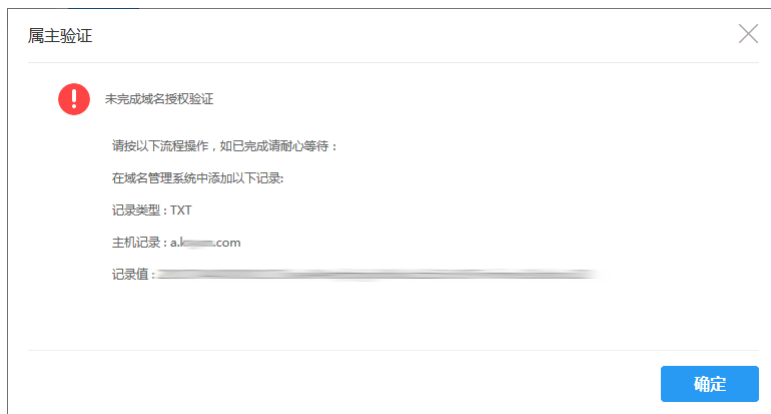 属主验证
未完成域名授权验证
请按以下流程操作，如已完成请耐心等待：
在域名管理系统中添加以下记录:
记录类型 : TXT
主机记录 : a.k .com
记录值 :
确定